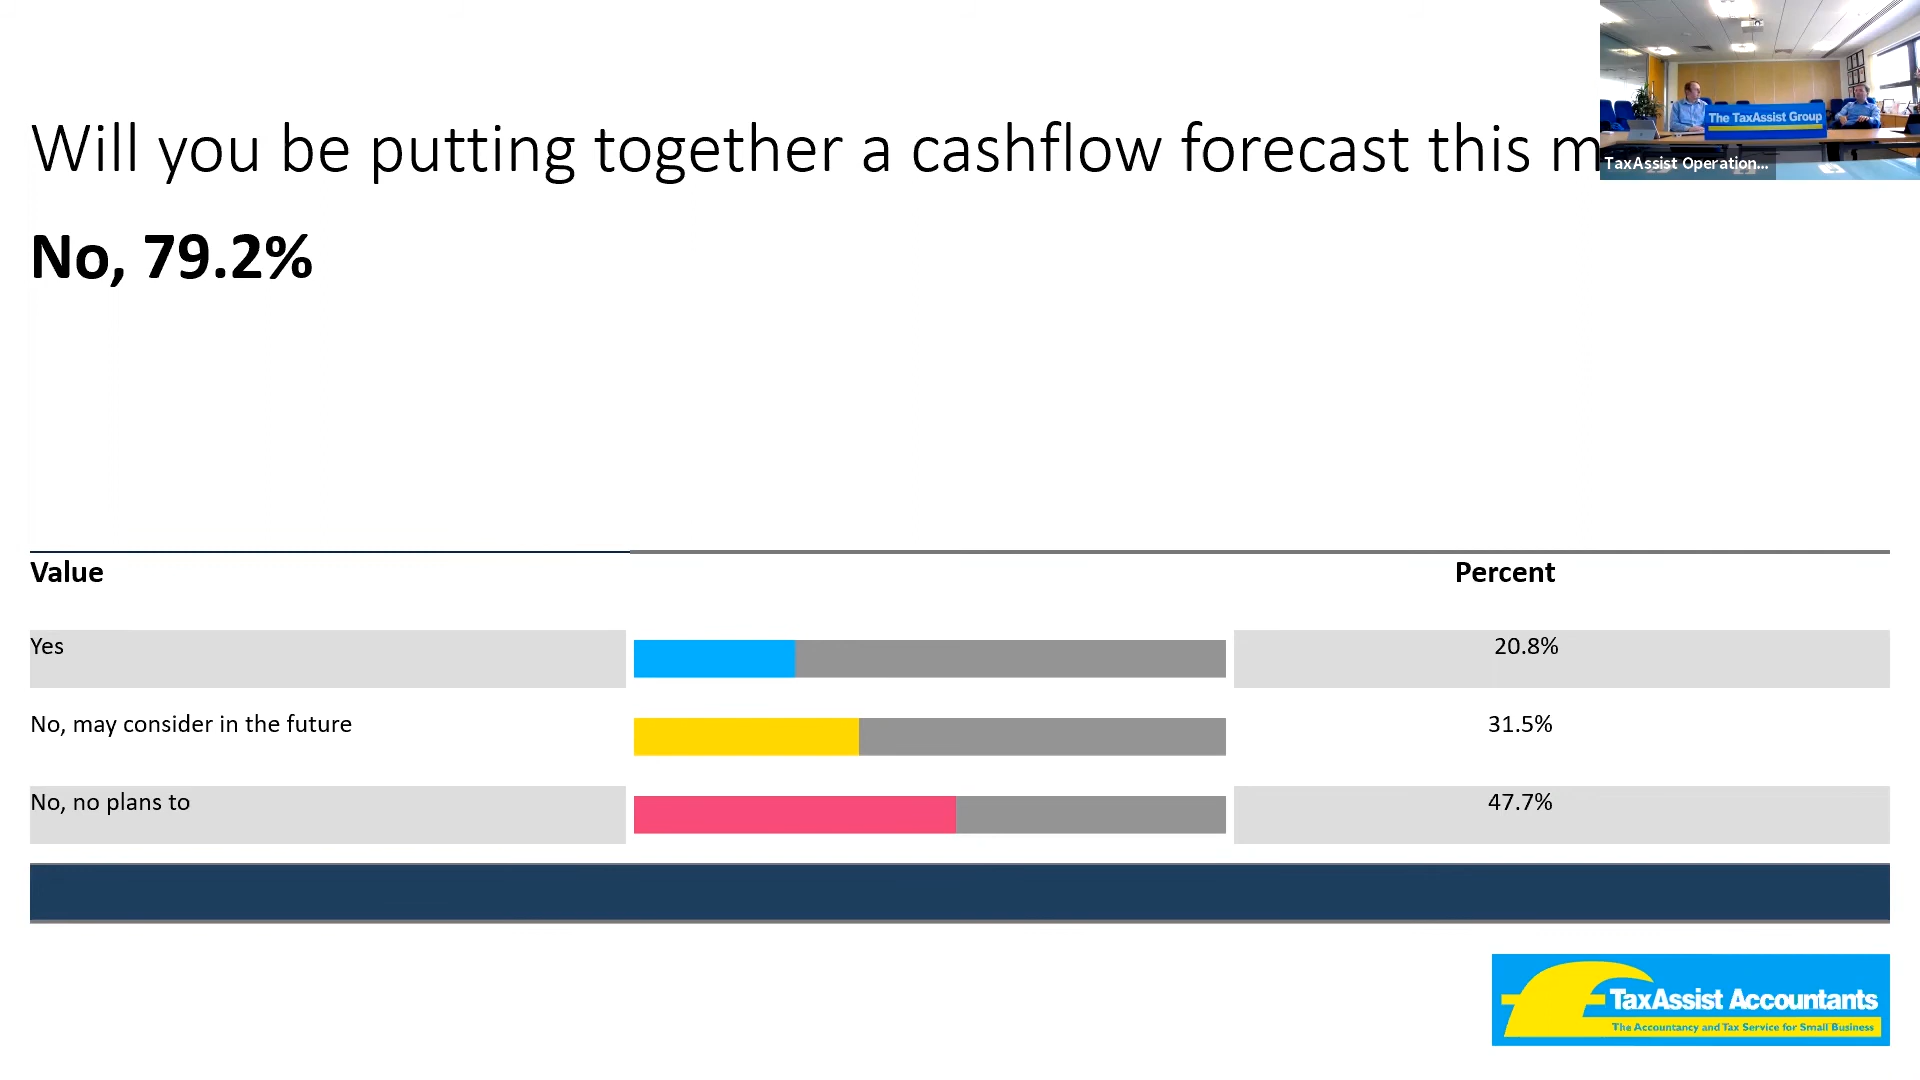 Will you be putting together a cashflow forecast this m
The TaxAssist Group
TaxAssist Operation...
No, 79.2%
Value Percent
Yes 20.8%
No, may consider in the future 31.5%
No, no plans to 47.7%
TaxAssist Accountants
The Accountancy and Tax Service for Small Business